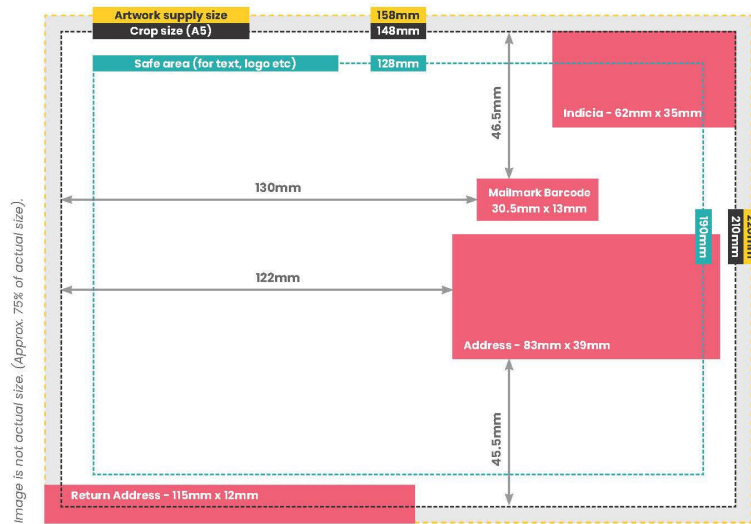 Artwork supply size 158mm
Crop size (A5) 148mm
Safe area (for text, logo etc) 128mm
46.5mm
Indicia - 62mm x 35mm
130mm
Mailmark Barcode
30.5mm x 13mm
190mm
210mm
220mm
122mm
Address - 83mm x 39mm
45.5mm
Return Address - 115mm x 12mm
Image is not actual size. (Approx. 75% of actual size).